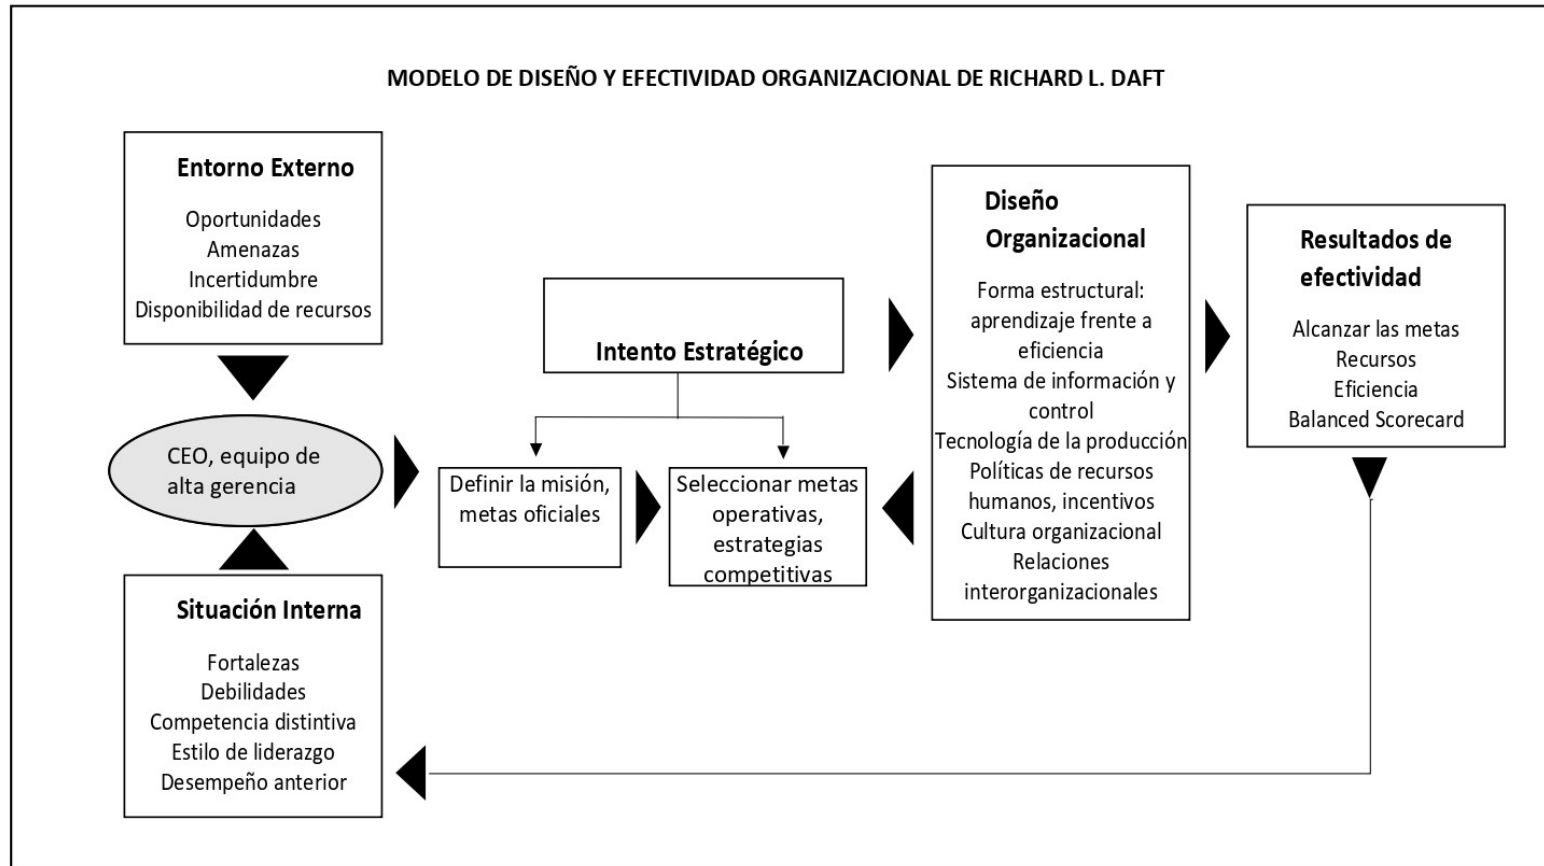 MODELO DE DISEÑO Y EFECTIVIDAD ORGANIZACIONAL DE RICHARD L. DAFT
Entorno Externo
Oportunidades
Amenazas
Incertidumbre
Disponibilidad de recursos
CEO, equipo de
alta gerencia
Situación Interna
Fortalezas
Debilidades
Competencia distintiva
Estilo de liderazgo
Desempeño anterior
Intento Estratégico
Definir la misión,
metas oficiales
Seleccionar metas
operativas,
estrategias
competitivas
Diseño
Organizacional
Forma estructural:
aprendizaje frente a
eficiencia
Sistema de información y
control
Tecnología de la producción
Políticas de recursos
humanos, incentivos
Cultura organizacional
Relaciones
interorganizacionales
Resultados de
efectividad
Alcanzar las metas
Recursos
Eficiencia
Balanced Scorecard